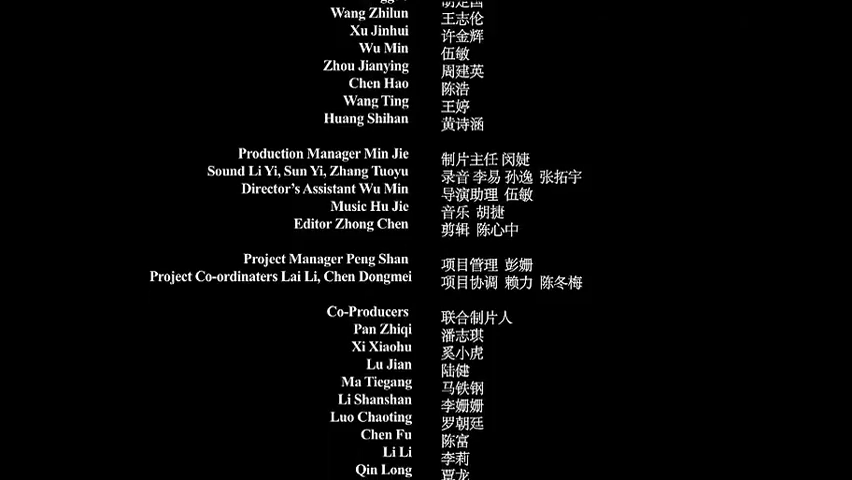 Wang Zhilun 王志伦
Xu Jinhui 许金辉
Wu Min 伍敏
Zhou Jianying 周建英
Chen Hao 陈浩
Wang Ting 王婷
Huang Shihan 黄诗涵
Production Manager Min Jie 制片主任 闵婕
Sound Li Yi, Sun Yi, Zhang Tuoyu 录音 李易 孙逸 张拓宇
Director's Assistant Wu Min 导演助理 伍敏
Music Hu Jie 音乐 胡捷
Editor Zhong Chen 剪辑 陈心中
Project Manager Peng Shan 项目管理 彭姗
Project Co-ordinaters Lai Li, Chen Dongmei 项目协调 赖力 陈冬梅
Co-Producers 联合制片人
Pan Zhiqi 潘志琪
Xi Xiaohu 奚小虎
Lu Jian 陆健
Ma Tiegang 马铁钢
Li Shanshan 李姗姗
Luo Chaoting 罗朝廷
Chen Fu 陈富
Li Li 李莉
Qin Long 龙